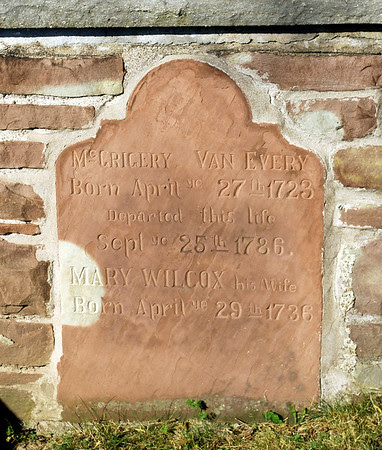 McGRIGERY VAN EVERY
Born April ye 27th 1723
Departed this life
Sept ye 25th 1786.
MARY WILCOX his Wife
Born April ye 29th 1736